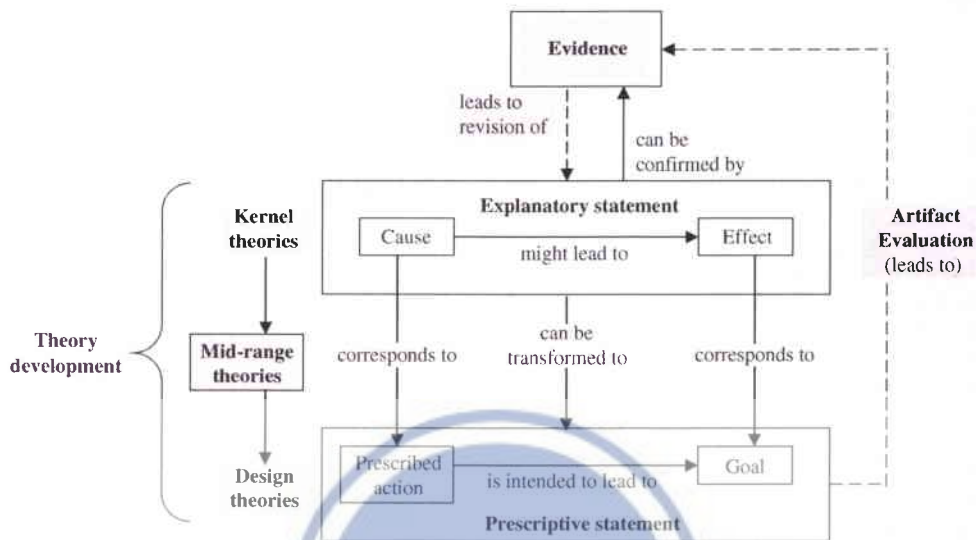 Evidence
leads to
revision of
can be
confirmed by
Explanatory statement
Kernel
theories
Cause
Effect
might lead to
Artifact
Evaluation
(leads to)
Theory
development
Mid-range
theories
corresponds to
can be
transformed to
corresponds to
Design
theories
Prescribed
action
is intended to lead to
Goal
Prescriptive statement